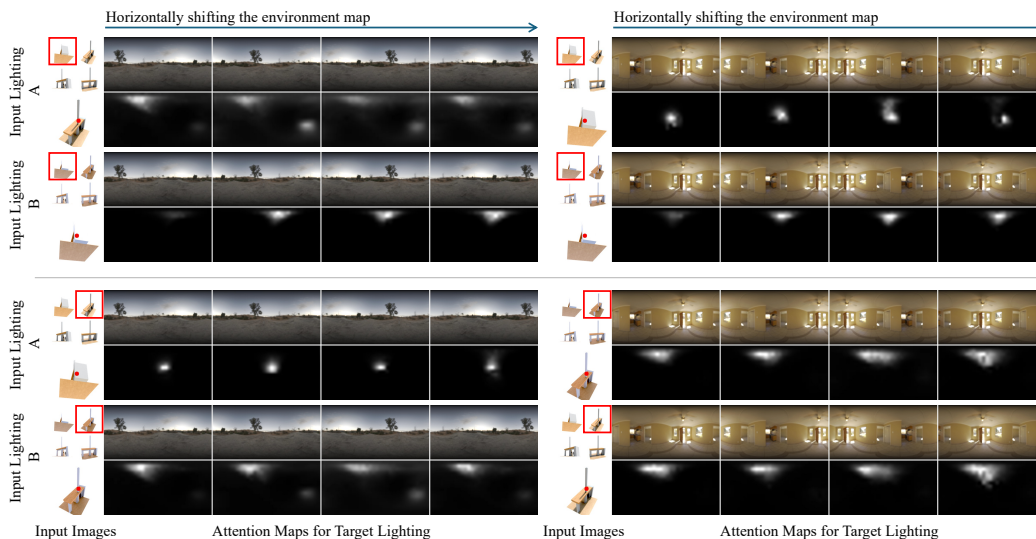 Horizontally shifting the environment map
Horizontally shifting the environment map
Input Lighting
A
Input Lighting
B
Input Lighting
A
Input Lighting
B
Input Images
Attention Maps for Target Lighting
Input Images
Attention Maps for Target Lighting